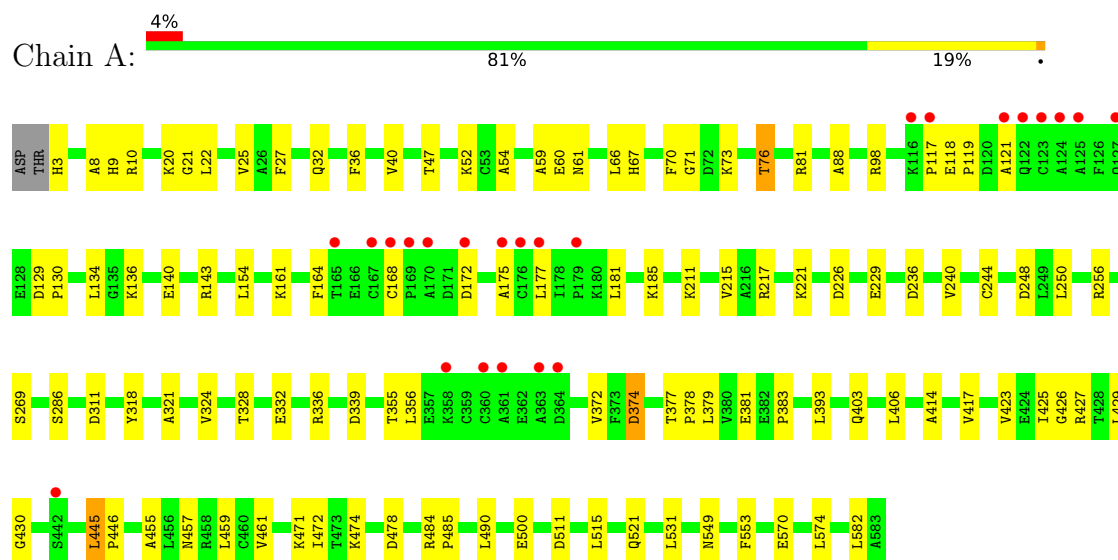 4%
Chain A:
81% 19% •
ASP THR H3 A8 H9 R10 K20 G21 L22 V25 A26 F27 Q32 F36 V40 T47 K52 C53 A54 A59 E60 N61 L66 H67 F70 G71 D72 K73 T76 R81 A88 R98 K116 P117 E118 P119 D120 A121 Q122 C123 A124 A125 F126 Q127
E128 D129 P130 L134 G135 K136 E140 R143 L154 K161 F164 T165 E166 C167 C168 P169 A170 D171 D172 A175 C176 L177 I178 P179 K180 L181 K185 K211 V215 A216 R217 K221 D226 E229 D236 V240 C244 D248 L249 L250 R256
S269 S286 D311 Y318 A321 V324 T328 E332 R336 D339 T355 L356 E357 K358 C359 C360 A361 E362 A363 D364 V372 F373 D374 T377 P378 L379 V380 E381 E382 P383 L393 Q403 L406 A414 V417 V423 E424 I425 G426 R427 T428 L429
G430 S442 L445 P446 A455 L456 N457 R458 L459 C460 V461 K471 I472 T473 K474 D478 R484 P485 L490 E500 D511 L515 Q521 L531 N549 F553 E570 L574 L582 A583